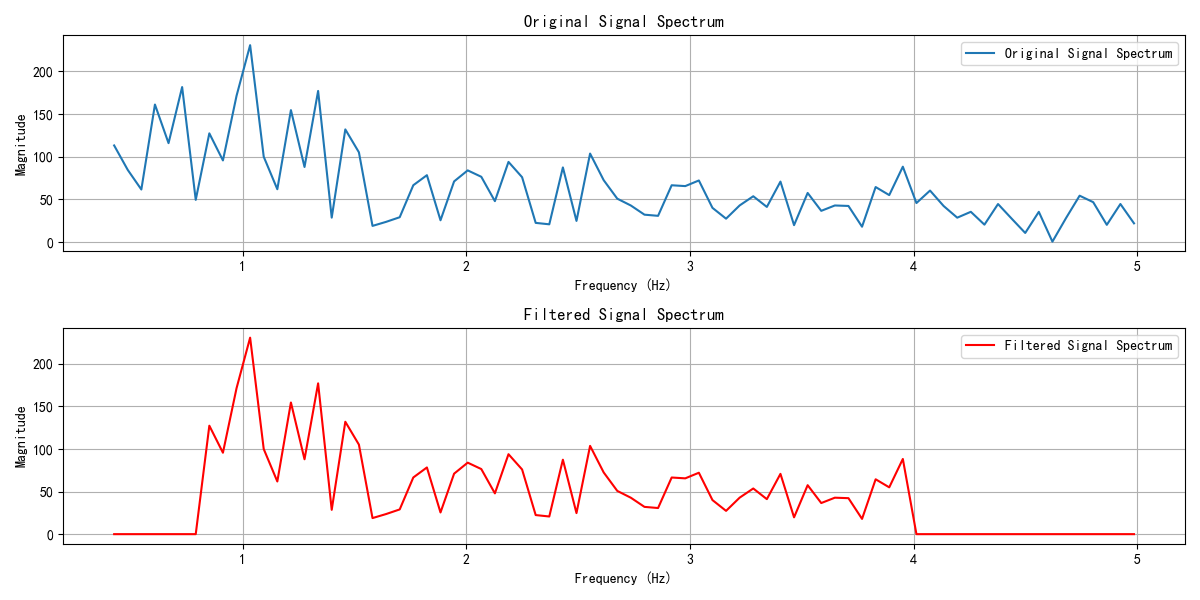 Original Signal Spectrum
Original Signal Spectrum
Magnitude
200
150
100
50
0
1
2
3
4
5
Frequency (Hz)
Filtered Signal Spectrum
Filtered Signal Spectrum
Magnitude
200
150
100
50
0
1
2
3
4
5
Frequency (Hz)